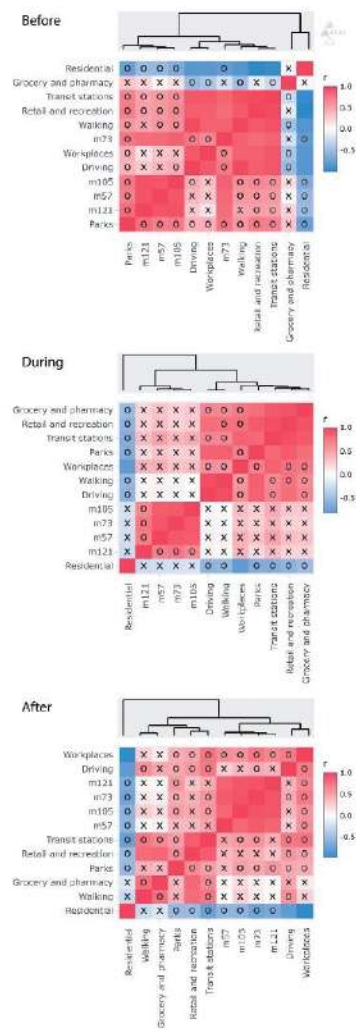 Before
Residential
Grocery and pharmacy
Transit stations
Retail and recreation
Walking
m73
Workplaces
Driving
m105
m57
m121
Parks
r
1.0
0.5
0.0
-0.5
Parks
m121
m57
m105
Driving
Workplaces
m73
Walking
Retail and recreation
Transit stations
Grocery and pharmacy
Residential
During
Grocery and pharmacy
Retail and recreation
Transit stations
Parks
Workplaces
Walking
Driving
m105
m73
m57
m121
Residential
r
1.0
0.5
0.0
-0.5
Residential
m121
m57
m73
m105
Driving
Walking
Workplaces
Parks
Transit stations
Retail and recreation
Grocery and pharmacy
After
Workplaces
Driving
m121
m73
m105
m57
Transit stations
Retail and recreation
Parks
Grocery and pharmacy
Walking
Residential
r
1.0
0.5
0.0
-0.5
Residential
Walking
Grocery and pharmacy
Parks
Retail and recreation
Transit stations
m57
m105
m73
m121
Driving
Workplaces